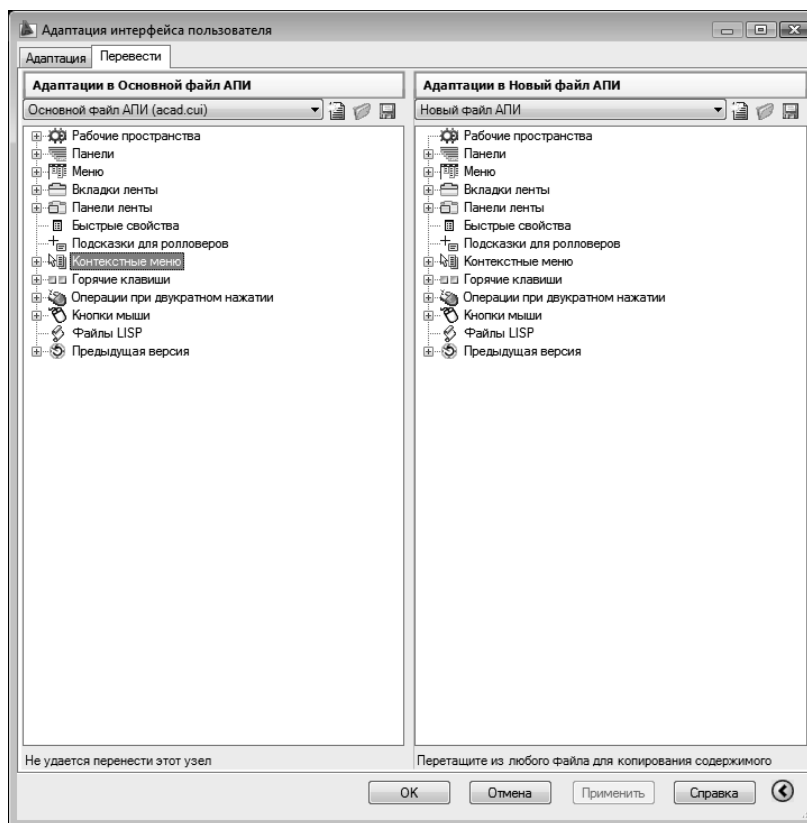 Адаптация интерфейса пользователя
Адаптация
Перевести
Адаптации в Основной файл АПИ
Основной файл АПИ (acad.cui)
Рабочие пространства
Панели
Меню
Вкладки ленты
Панели ленты
Быстрые свойства
Подсказки для ролловеров
Контекстные меню
Горячие клавиши
Операции при двукратном нажатии
Кнопки мыши
Файлы LISP
Предыдущая версия
Не удается перенести этот узел
Адаптации в Новый файл АПИ
Новый файл АПИ
Рабочие пространства
Панели
Меню
Вкладки ленты
Панели ленты
Быстрые свойства
Подсказки для ролловеров
Контекстные меню
Горячие клавиши
Операции при двукратном нажатии
Кнопки мыши
Файлы LISP
Предыдущая версия
Перетащите из любого файла для копирования содержимого
ОК
Отмена
Применить
Справка